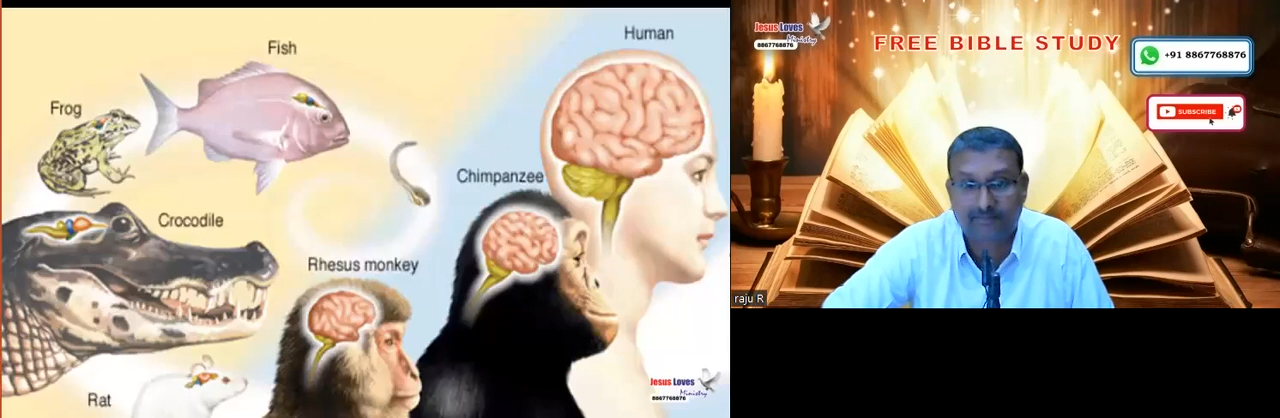 Human
Fish
Frog
Chimpanzee
Crocodile
Rhesus monkey
Rat
Jesus Loves
Ministry
8867768876
Jesus Loves
Ministry
8867768876
FREE BIBLE STUDY
+91 8867768876
SUBSCRIBE
raju R